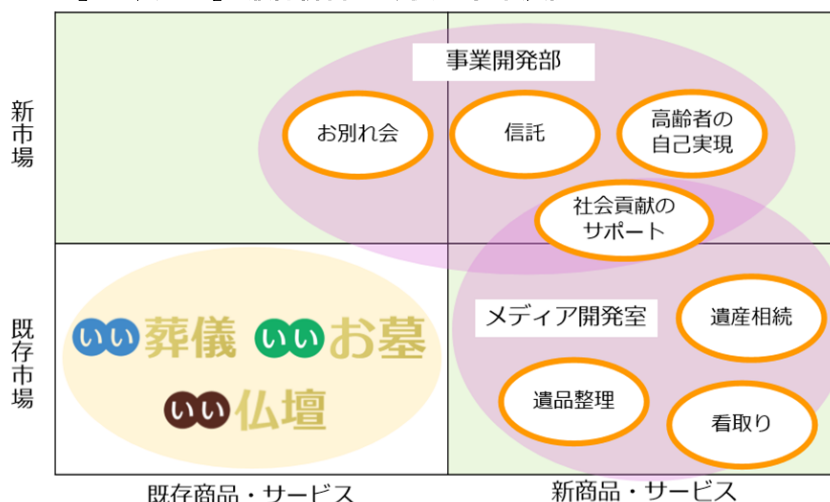 事業開発部
新市場
お別れ会
信託
高齢者の
自己実現
社会貢献の
サポート
既存市場
いい葬儀
いいお墓
いい仏壇
メディア開発室
遺産相続
遺品整理
看取り
既存商品・サービス
新商品・サービス